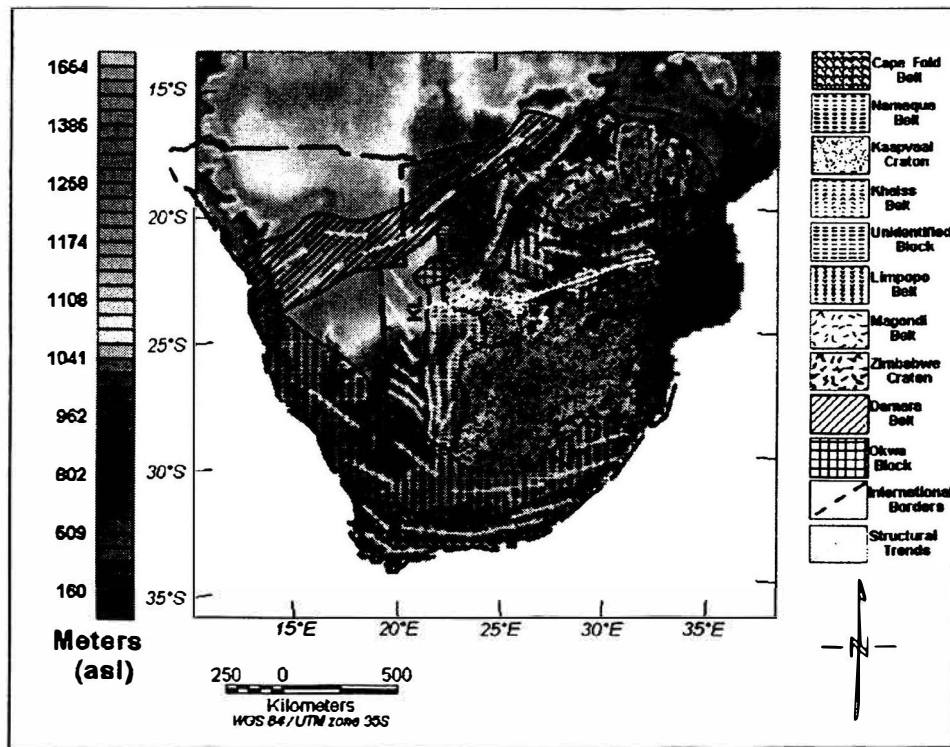 1664
1386
1258
1174
1108
1041
962
802
609
160
Meters
(asl)
15°S
20°S
25°S
30°S
35°S
15°E
20°E
25°E
30°E
35°E
250 0 500
Kilometers
WGS 84 / UTM zone 35S
Cape Fold
Belt
Namaqua
Belt
Kaapvaal
Craton
Kheiss
Belt
Unidentified
Block
Limpopo
Belt
Magondi
Belt
Zimbabwe
Craton
Damara
Belt
Okwa
Block
International
Borders
Structural
Trends
N